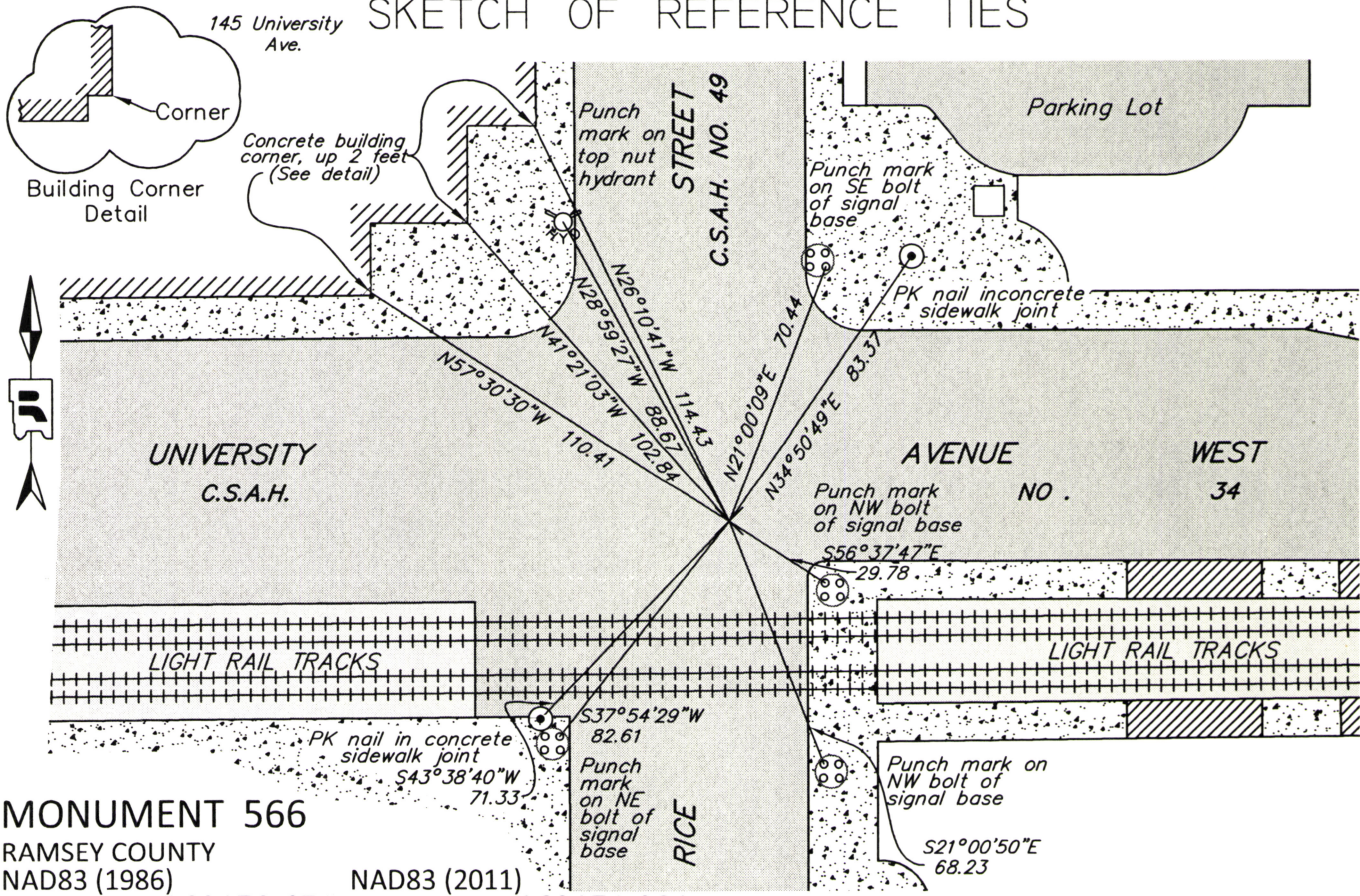 SKETCH OF REFERENCE TIES
145 University
Ave.
Corner
Building Corner
Detail
Concrete building
corner, up 2 feet
(See detail)
Punch
mark on
top nut
hydrant
STREET
C.S.A.H. NO. 49
Parking Lot
Punch mark
on SE bolt
of signal
base
PK nail inconcrete
sidewalk joint
N26°10'41"W
114.43
N28°59'27"W
88.67
N41°21'03"W
102.84
N57°30'30"W
110.41
N21°00'09"E
70.44
N34°50'49"E
83.37
UNIVERSITY
C.S.A.H.
AVENUE
WEST
NO .
34
Punch mark
on NW bolt
of signal base
S56°37'47"E
29.78
LIGHT RAIL TRACKS
LIGHT RAIL TRACKS
S37°54'29"W
82.61
PK nail in concrete
sidewalk joint
S43°38'40"W
71.33
Punch
mark
on NE
bolt of
signal
base
RICE
Punch mark on
NW bolt of
signal base
S21°00'50"E
68.23
MONUMENT 566
RAMSEY COUNTY
NAD83 (1986)
NAD83 (2011)